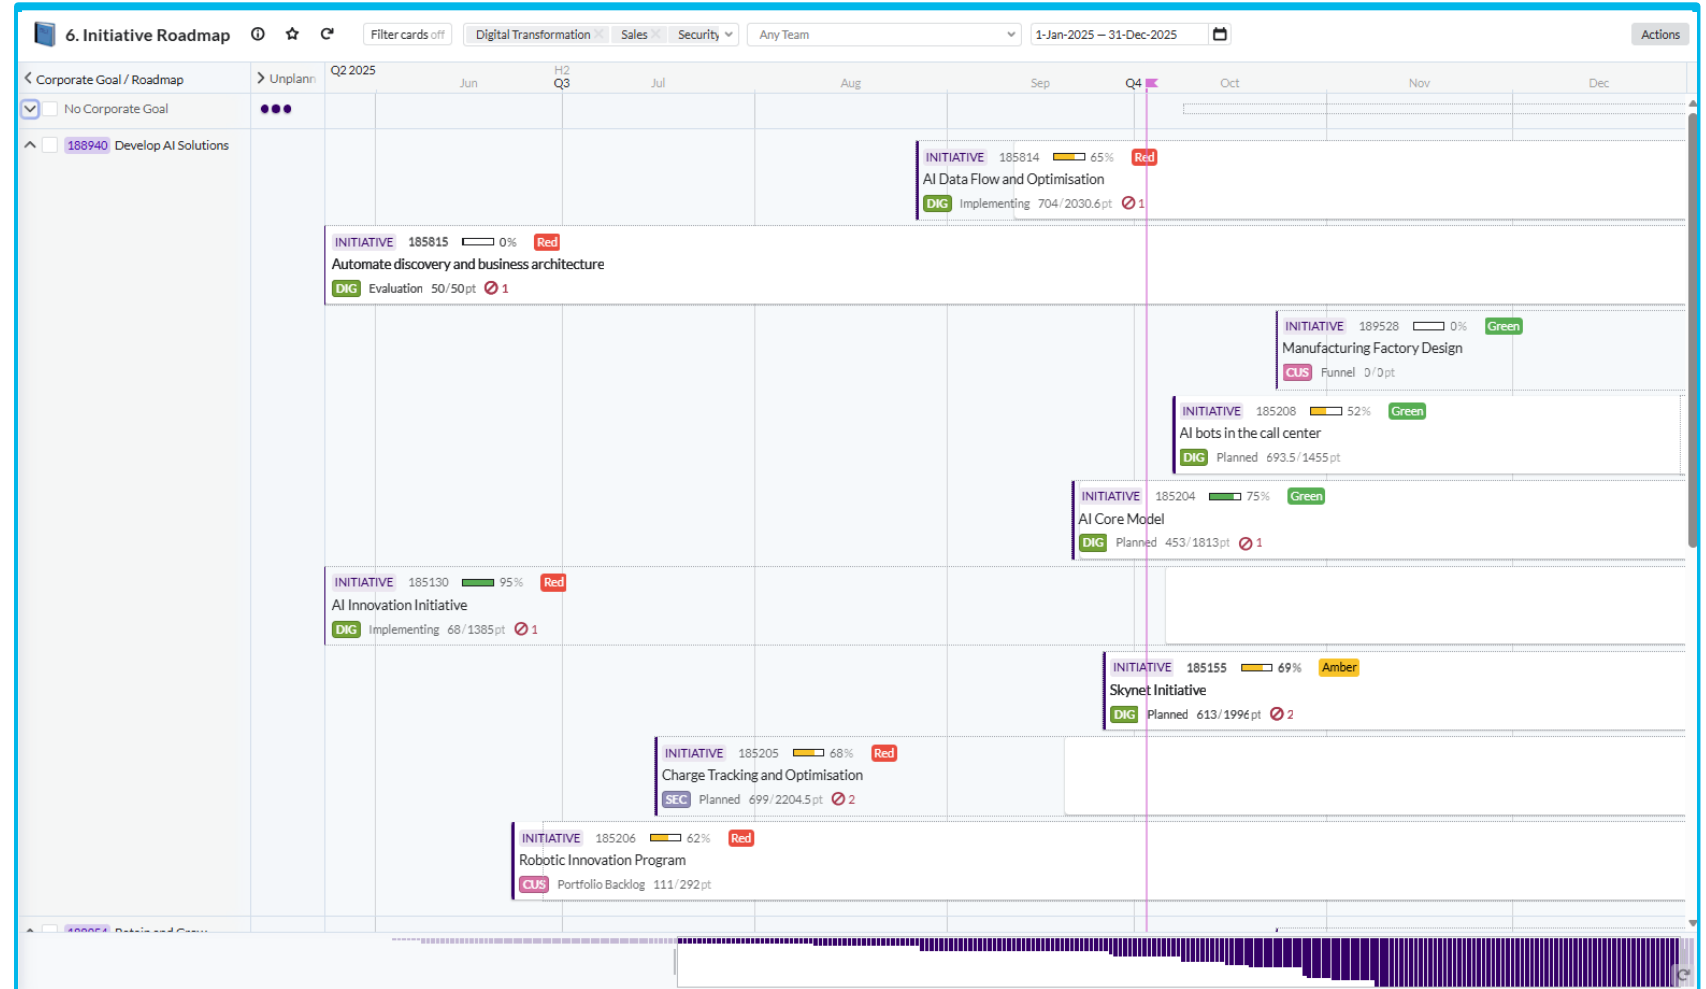 6. Initiative Roadmap
Filter cards off
Digital Transformation
Sales
Security
Any Team
1-Jan-2025 — 31-Dec-2025
Actions
Corporate Goal / Roadmap
Unplann
Q2 2025
Jun
H2
Q3
Jul
Aug
Sep
Q4
Oct
Nov
Dec
No Corporate Goal
188940 Develop AI Solutions
INITIATIVE 185814 65% Red
AI Data Flow and Optimisation
DIG Implementing 704/2030.6pt 1
INITIATIVE 185815 0% Red
Automate discovery and business architecture
DIG Evaluation 50/50pt 1
INITIATIVE 189528 0% Green
Manufacturing Factory Design
CUS Funnel 0/0pt
INITIATIVE 185208 52% Green
AI bots in the call center
DIG Planned 693.5/1455pt
INITIATIVE 185204 75% Green
AI Core Model
DIG Planned 453/1813pt 1
INITIATIVE 185130 95% Red
AI Innovation Initiative
DIG Implementing 68/1385pt 1
INITIATIVE 185155 69% Amber
Skynet Initiative
DIG Planned 613/1996pt 2
INITIATIVE 185205 68% Red
Charge Tracking and Optimisation
SEC Planned 699/2204.5pt 2
INITIATIVE 185206 62% Red
Robotic Innovation Program
CUS Portfolio Backlog 111/292pt